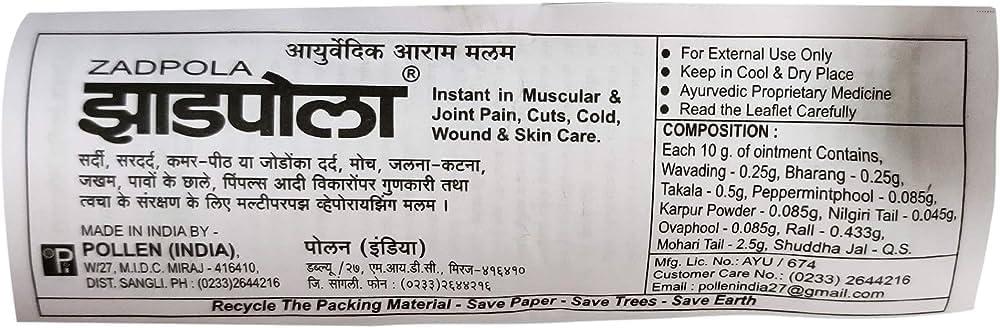 आयुर्वेदिक आराम मलम
ZADPOLA
झाडपोला®
Instant in Muscular &
Joint Pain, Cuts, Cold,
Wound & Skin Care.
सर्दी, सरदर्द, कमर-पीठ या जोडोंका दर्द, मोच, जलना-कटना,
जखम, पावों के छाले, पिंपल्स आदी विकारोंपर गुणकारी तथा
त्वचा के संरक्षण के लिए मल्टीपरपझ व्हेपोरायझिंग मलम ।
MADE IN INDIA BY -
POLLEN (INDIA),
W/27, M.I.D.C. MIRAJ - 416410,
DIST. SANGLI. PH : (0233)2644216
पोलन (इंडिया)
डब्ल्यू / २७, एम.आय.डी.सी., मिरज-४१६४१०
जि. सांगली. फोन : (०२३३)२६४४२१६
• For External Use Only
• Keep in Cool & Dry Place
• Ayurvedic Proprietary Medicine
• Read the Leaflet Carefully
COMPOSITION :
Each 10 g. of ointment Contains,
Wavading - 0.25g, Bharang - 0.25g,
Takala - 0.5g, Peppermintphool - 0.085g,
Karpur Powder - 0.085g, Nilgiri Tail - 0.045g,
Ovaphool - 0.085g, Rall - 0.433g,
Mohari Tail - 2.5g, Shuddha Jal - Q.S.
Mfg. Lic. No.: AYU / 674
Customer Care No.: (0233) 2644216
Email : pollenindia27@gmail.com
Recycle The Packing Material - Save Paper - Save Trees - Save Earth